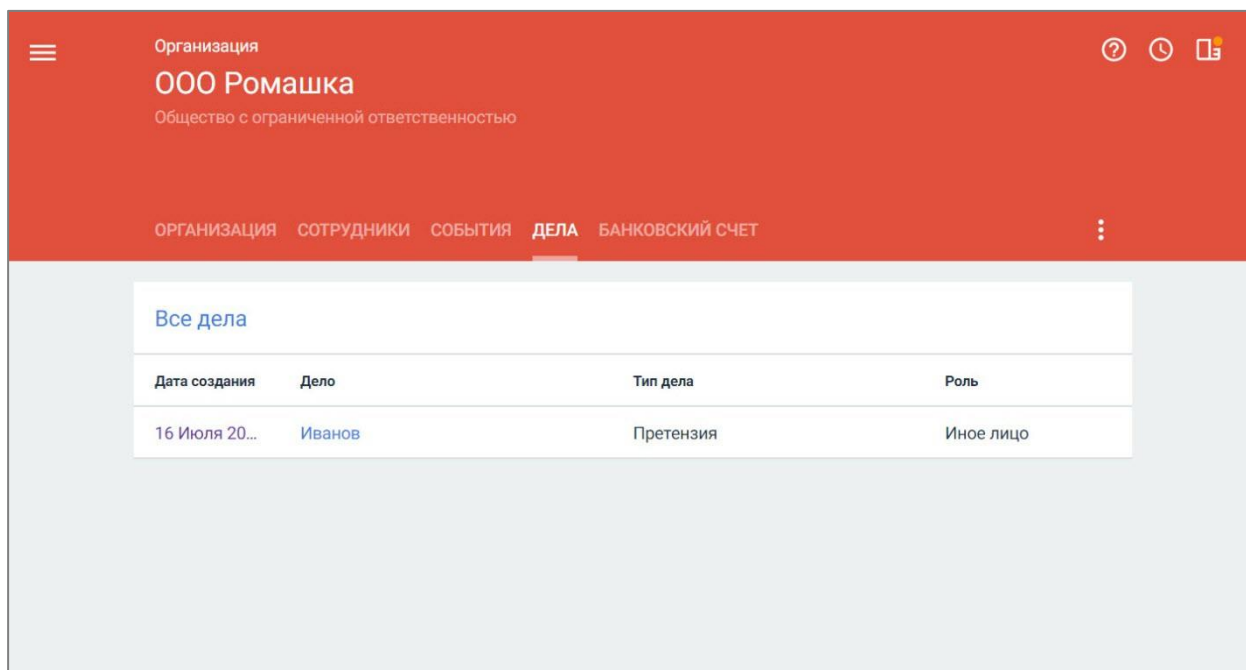 Организация
ООО Ромашка
Общество с ограниченной ответственностью
ОРГАНИЗАЦИЯ СОТРУДНИКИ СОБЫТИЯ ДЕЛА БАНКОВСКИЙ СЧЕТ
Все дела
Дата создания Дело Тип дела Роль
16 Июля 20... Иванов Претензия Иное лицо